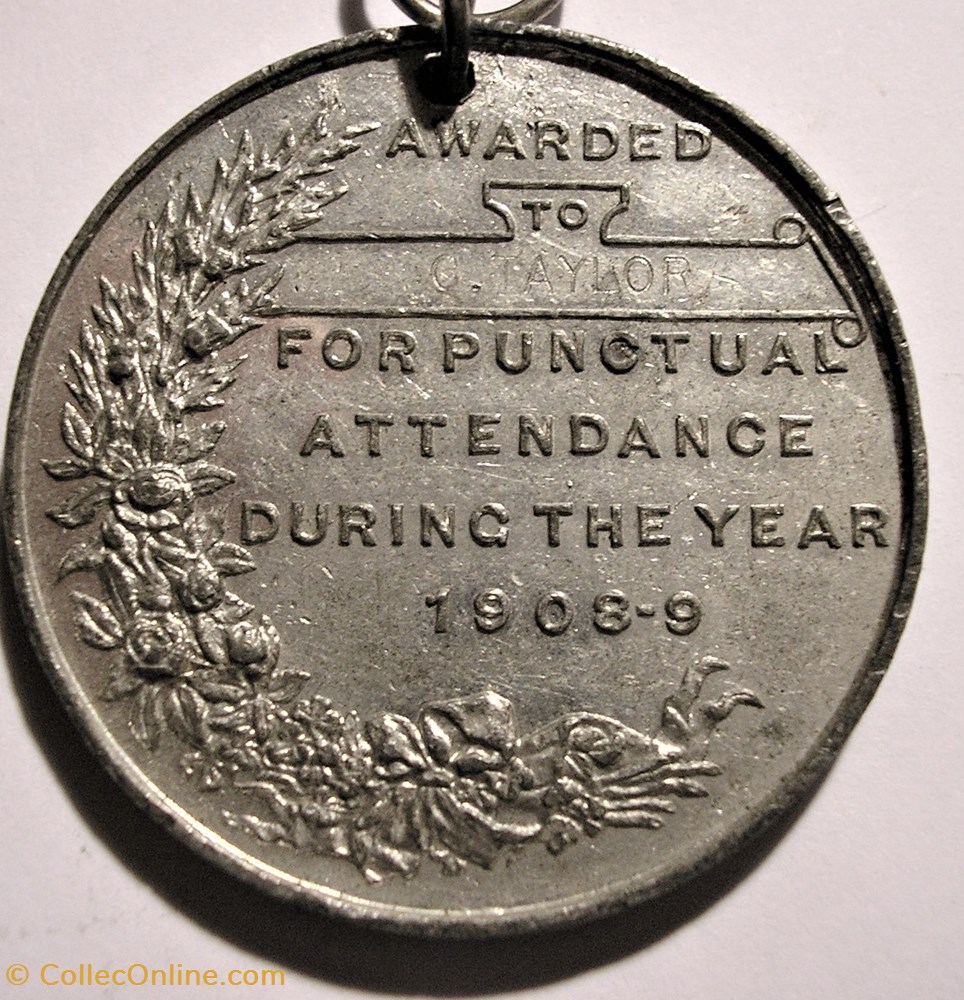 AWARDED
TO
TAYLOR
FOR PUNCTUAL
ATTENDANCE
DURING THE YEAR
1908-9
© CollecOnline.com